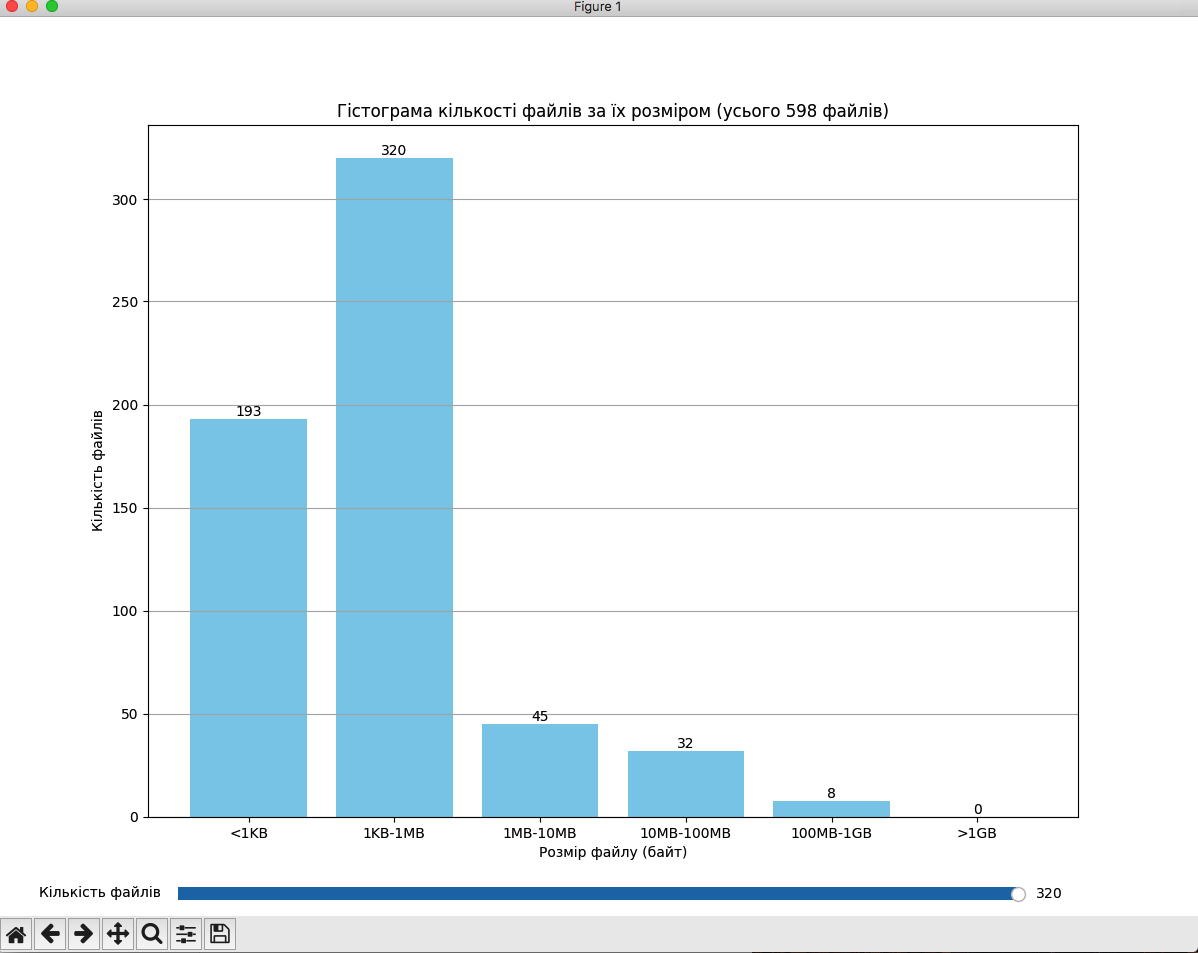 Figure 1
Гістограма кількості файлів за їх розміром (усього 598 файлів)
Кількість файлів
300
250
200
150
100
50
0
193
320
45
32
8
0
<1KB
1KB-1MB
1MB-10MB
10MB-100MB
100MB-1GB
>1GB
Розмір файлу (байт)
Кількість файлів 320